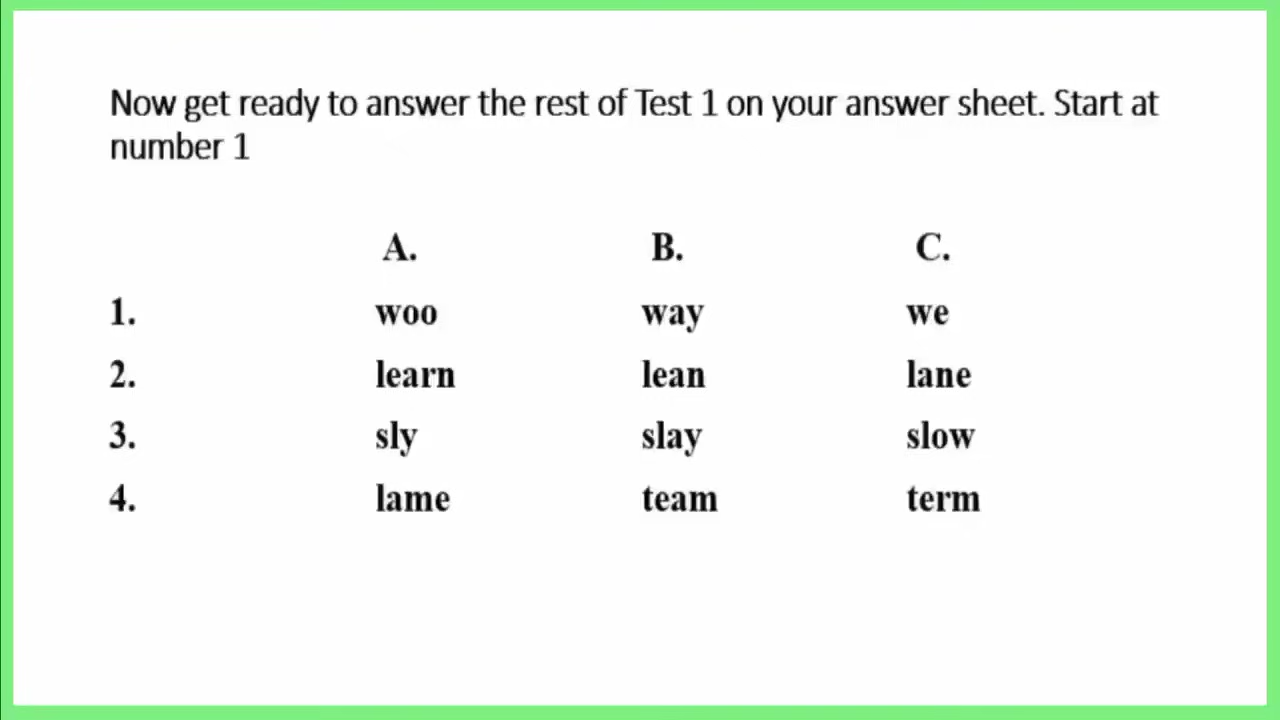 Now get ready to answer the rest of Test 1 on your answer sheet. Start at
number 1
A. B. C.
1. woo way we
2. learn lean lane
3. sly slay slow
4. lame team term